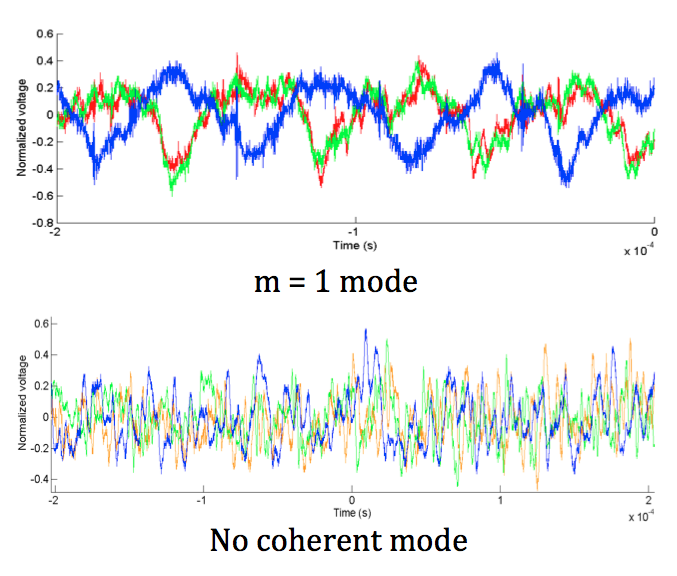 0.6
0.4
0.2
0
-0.2
-0.4
-0.6
-0.8
Normalized voltage
-2 -1 0
Time (s)
x 10⁻⁴
m = 1 mode
0.6
0.4
0.2
0
-0.2
-0.4
Normalized voltage
-2 -1 0 1 2
Time (s)
x 10⁻⁴
No coherent mode